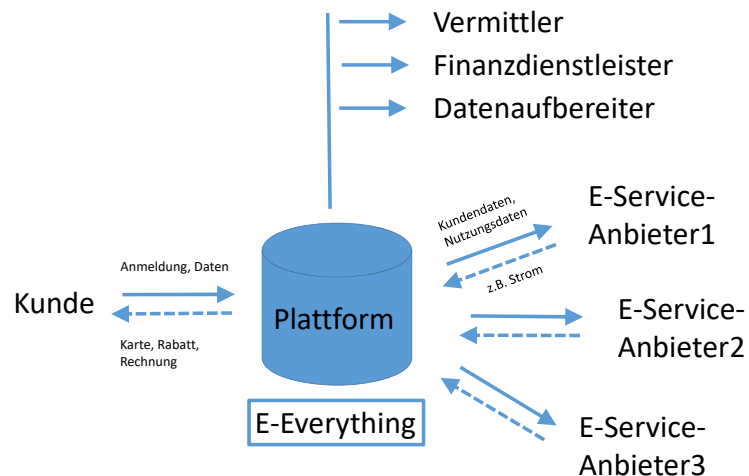 Vermittler
Finanzdienstleister
Datenaufbereiter
Kundendaten,
Nutzungsdaten
z.B. Strom
E-Service-
Anbieter1
Anmeldung, Daten
Kunde
Karte, Rabatt,
Rechnung
Plattform
E-Service-
Anbieter2
E-Everything
E-Service-
Anbieter3